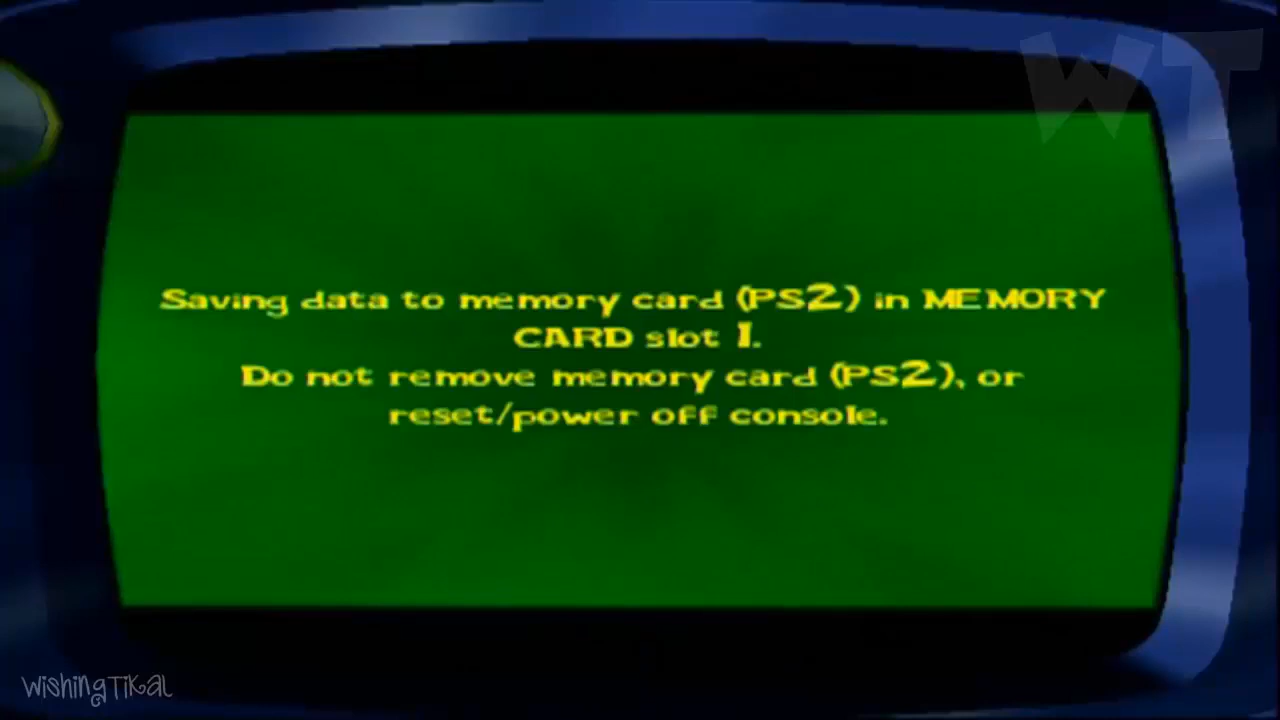 WT
Saving data to memory card (PS2) in MEMORY
CARD slot 1.
Do not remove memory card (PS2), or
reset/power off console.
WishingTikal